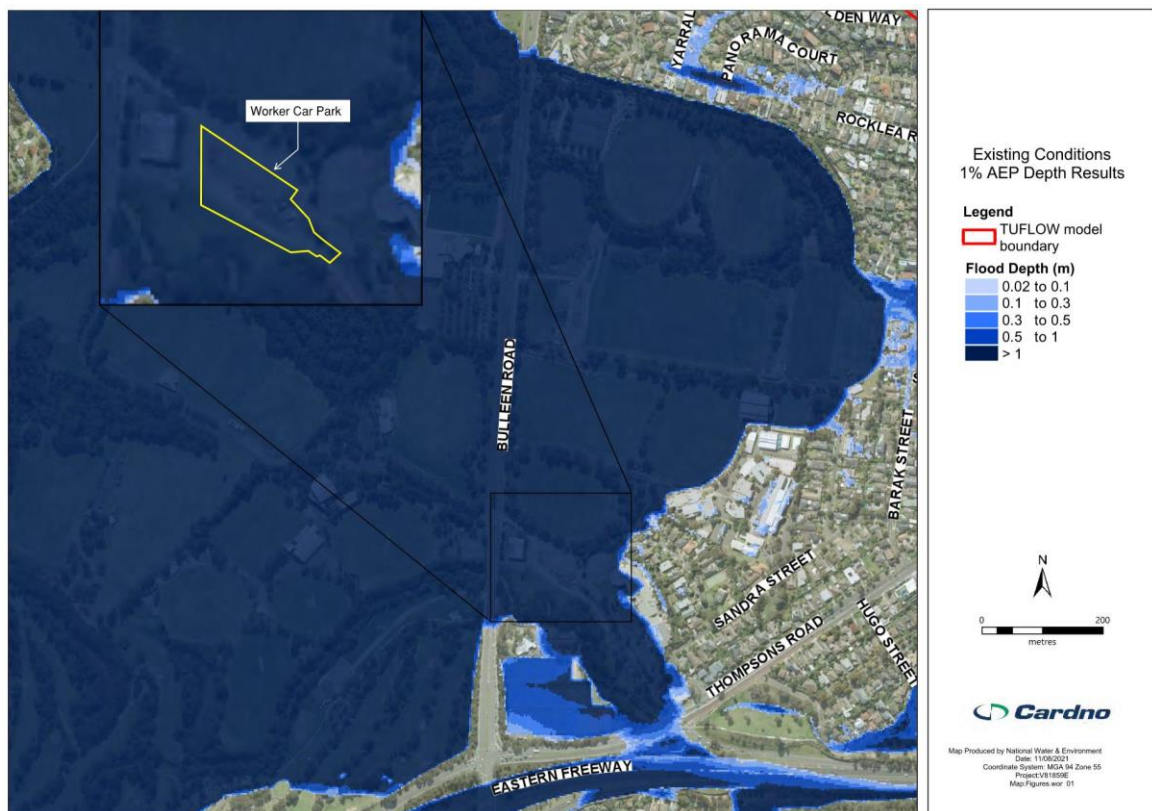 Worker Car Park
YARRAL
PANORAMA COURT
DEN WAY
ROCKLEA R
BULLEEN ROAD
BARAK STREET
SANDRA STREET
THOMPSONS ROAD
HUGO STREET
EASTERN FREEWAY
Existing Conditions
1% AEP Depth Results
Legend
TUFLOW model
boundary
Flood Depth (m)
0.02 to 0.1
0.1 to 0.3
0.3 to 0.5
0.5 to 1
> 1
N
0 200
metres
Cardno
Map Produced by National Water & Environment
Date: 11/08/2021
Coordinate System: MGA 94 Zone 55
Project:V81859E
Map:Figures.wor 01